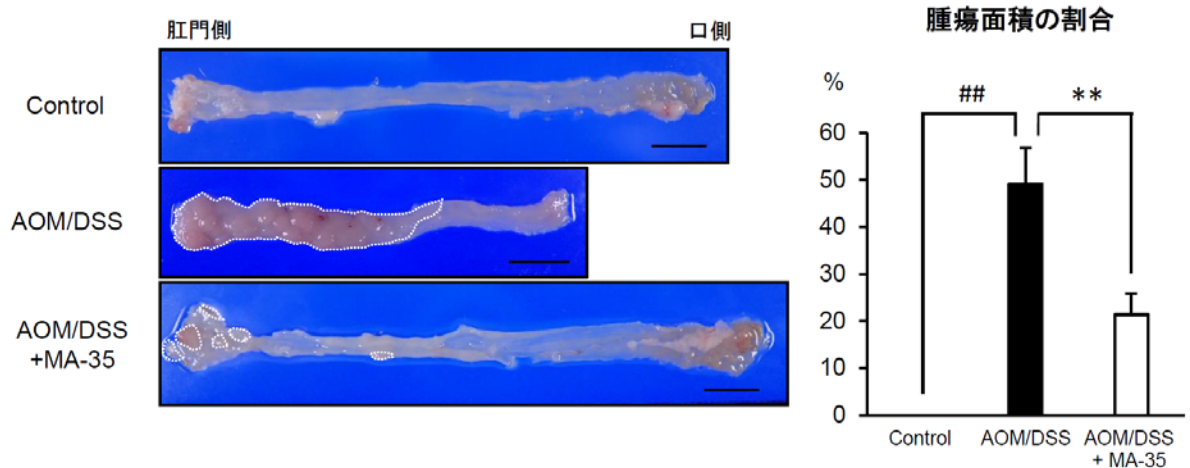 肛門側
口側
Control
AOM/DSS
AOM/DSS
+MA-35
腫瘍面積の割合
%
##
**
60
50
40
30
20
10
0
Control
AOM/DSS
AOM/DSS
+ MA-35